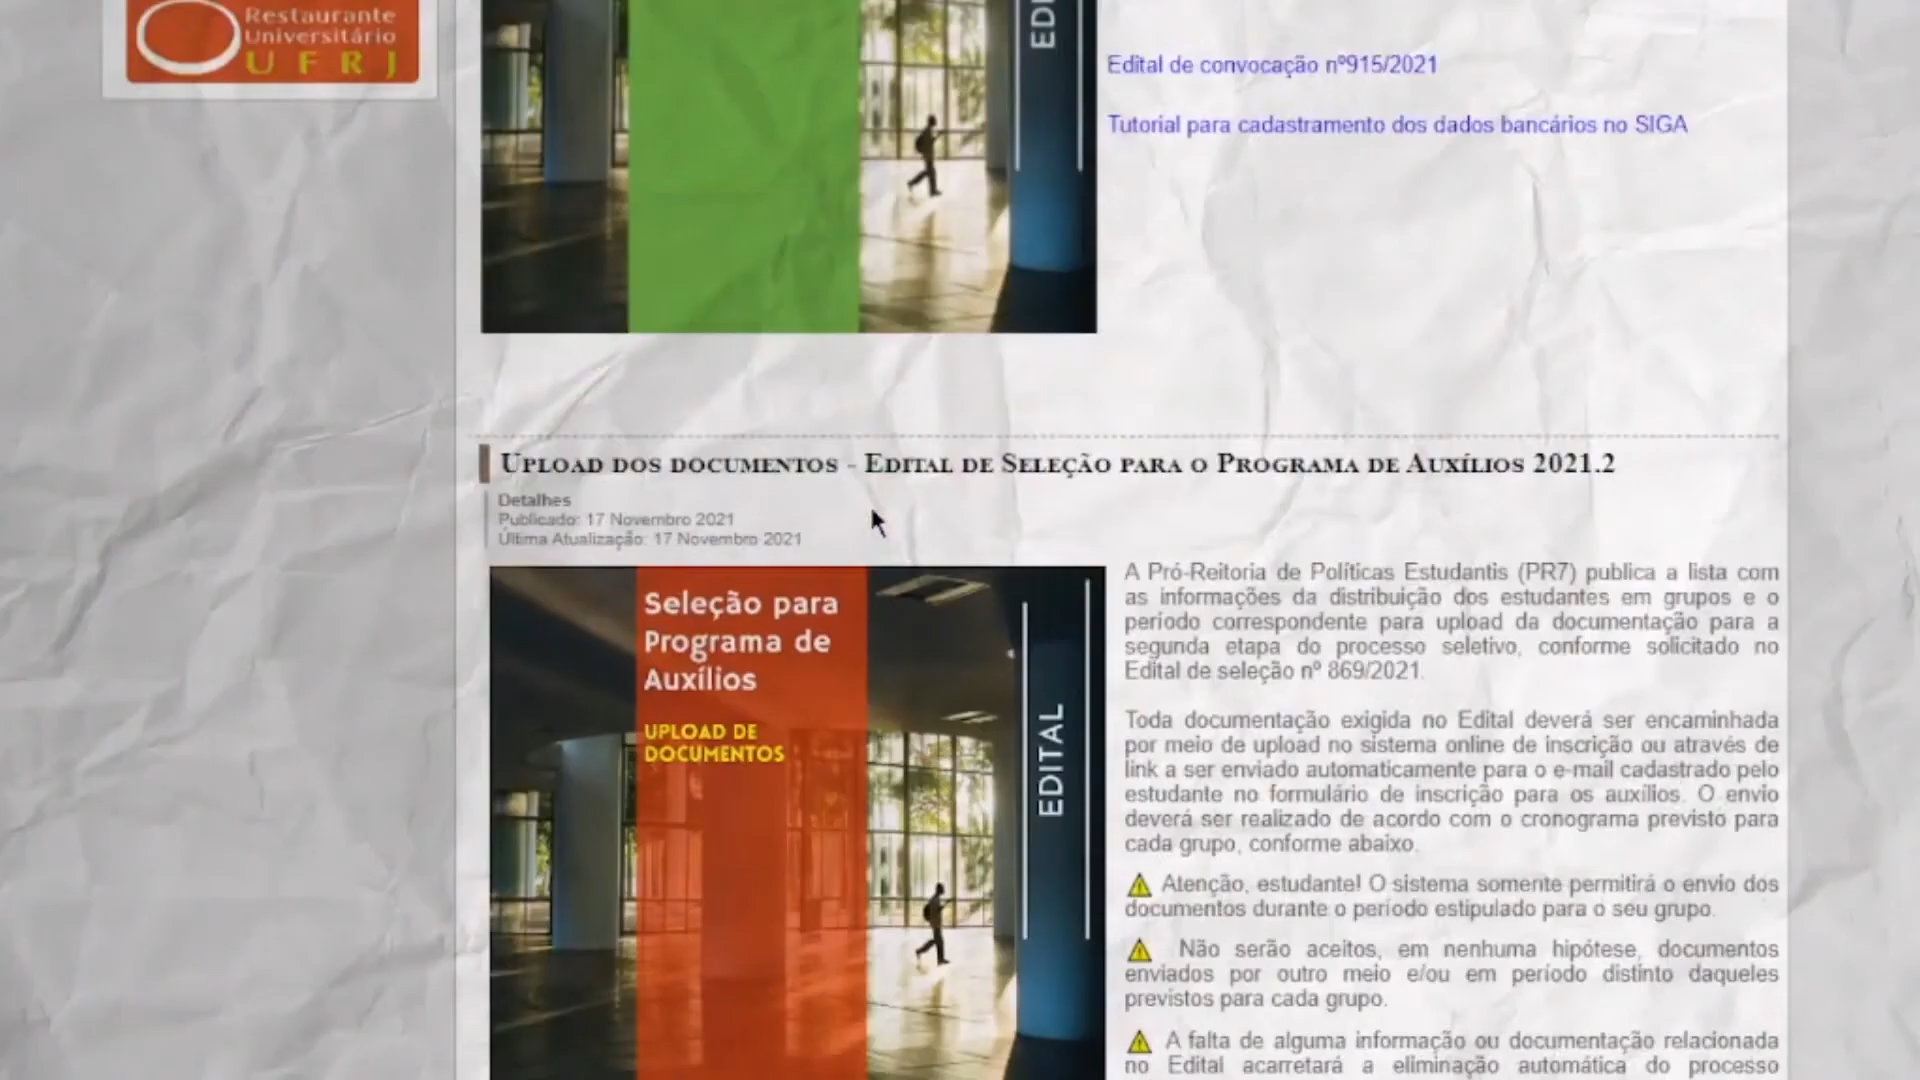 Restaurante
Universitário
UFRJ
Edital de convocação nº915/2021
Tutorial para cadastramento dos dados bancários no SIGA
UPLOAD DOS DOCUMENTOS - EDITAL DE SELEÇÃO PARA O PROGRAMA DE AUXÍLIOS 2021.2
Detalhes
Publicado: 17 Novembro 2021
Última Atualização: 17 Novembro 2021
Seleção para
Programa de
Auxílios
UPLOAD DE
DOCUMENTOS
EDITAL
A Pró-Reitoria de Políticas Estudantis (PR7) publica a lista com
as informações da distribuição dos estudantes em grupos e o
período correspondente para upload da documentação para a
segunda etapa do processo seletivo, conforme solicitado no
Edital de seleção nº 869/2021.
Toda documentação exigida no Edital deverá ser encaminhada
por meio de upload no sistema online de inscrição ou através de
link a ser enviado automaticamente para o e-mail cadastrado pelo
estudante no formulário de inscrição para os auxílios. O envio
deverá ser realizado de acordo com o cronograma previsto para
cada grupo, conforme abaixo.
Atenção, estudante! O sistema somente permitirá o envio dos
documentos durante o período estipulado para o seu grupo.
Não serão aceitos, em nenhuma hipótese, documentos
enviados por outro meio e/ou em período distinto daqueles
previstos para cada grupo.
A falta de alguma informação ou documentação relacionada
no Edital acarretará a eliminação automática do processo